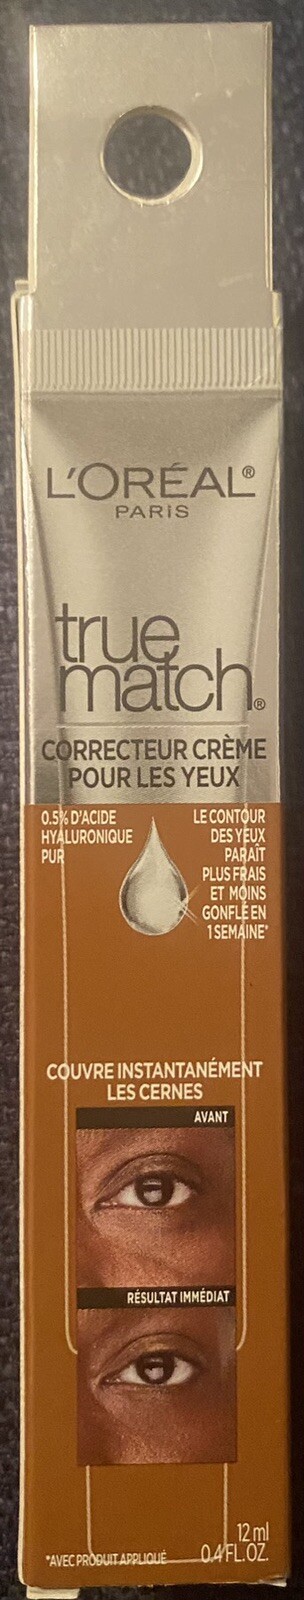 L'ORÉAL®
PARIS
true
match®
CORRECTEUR CRÈME
POUR LES YEUX
0.5% D'ACIDE
HYALURONIQUE
PUR
LE CONTOUR
DES YEUX
PARAÎT
PLUS FRAIS
ET MOINS
GONFLÉ EN
1 SEMAINE*
COUVRE INSTANTANÉMENT
LES CERNES
AVANT
RÉSULTAT IMMÉDIAT
12 ml
*AVEC PRODUIT APPLIQUÉ 0.4 FL.OZ.